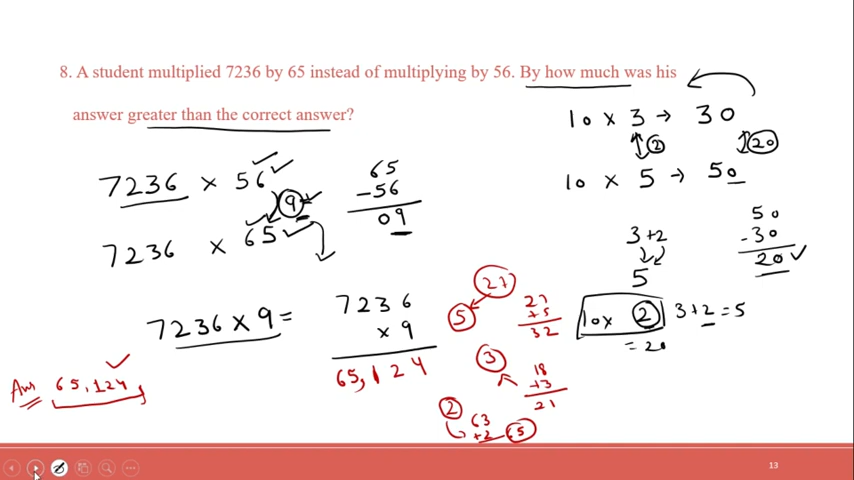 8. A student multiplied 7236 by 65 instead of multiplying by 56. By how much was his
answer greater than the correct answer?
10 x 3 → 30
2 20
10 x 5 → 50
7236 x 56
9
7236 x 65
65
-56
09
3+2
5
50
-30
20
10x 2 3+2=5
= 20
7236 x 9 =
7236
x 9
65,124
27
5
27
+5
32
3
18
+3
21
2
63
+2
65
Ans 65,124
13